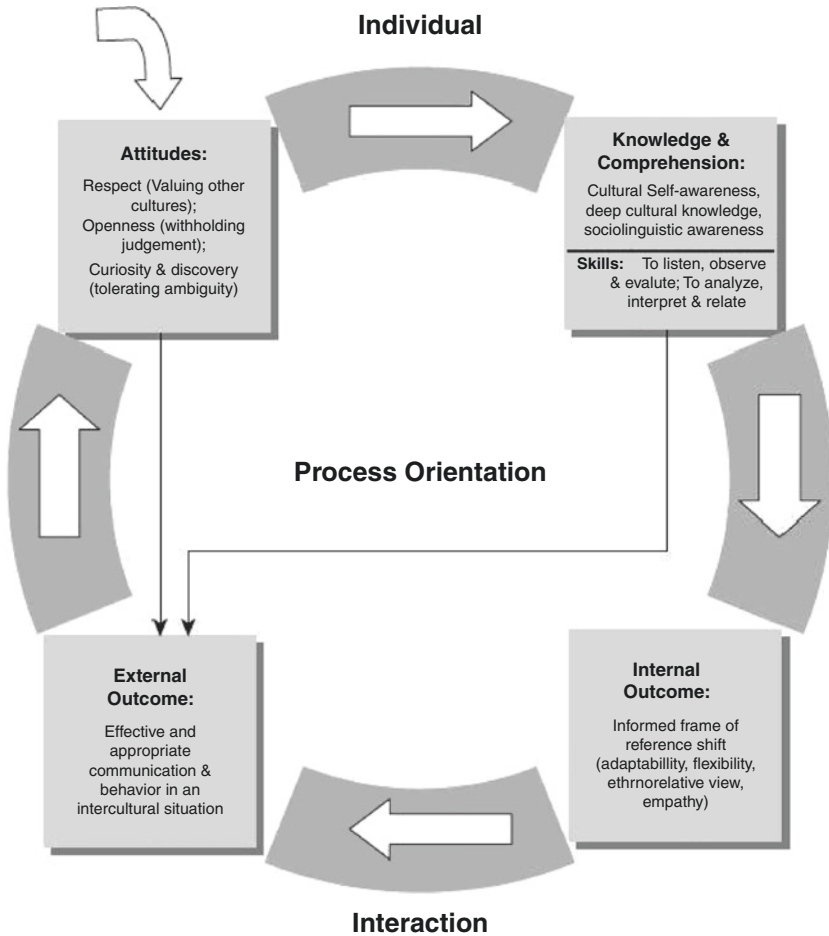 Individual
Attitudes:
Respect (Valuing other
cultures);
Openness (withholding
judgement);
Curiosity & discovery
(tolerating ambiguity)
Knowledge &
Comprehension:
Cultural Self-awareness,
deep cultural knowledge,
sociolinguistic awareness
Skills: To listen, observe
& evalute; To analyze,
interpret & relate
Process Orientation
External
Outcome:
Effective and
appropriate
communication &
behavior in an
intercultural situation
Internal
Outcome:
Informed frame of
reference shift
(adaptabillity, flexibility,
ethrnorelative view,
empathy)
Interaction